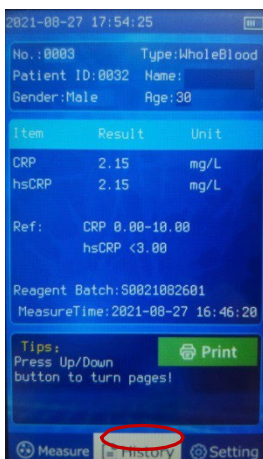 2021-08-27 17:54:25
No.:0003 Type:WholeBlood
Patient ID:0032 Name:
Gender:Male Age:30
Item Result Unit
CRP 2.15 mg/L
hsCRP 2.15 mg/L
Ref: CRP 0.00-10.00
hsCRP <3.00
Reagent Batch:S0021082601
MeasureTime:2021-08-27 16:46:20
Tips:
Press Up/Down
button to turn pages!
Print
Measure History Setting